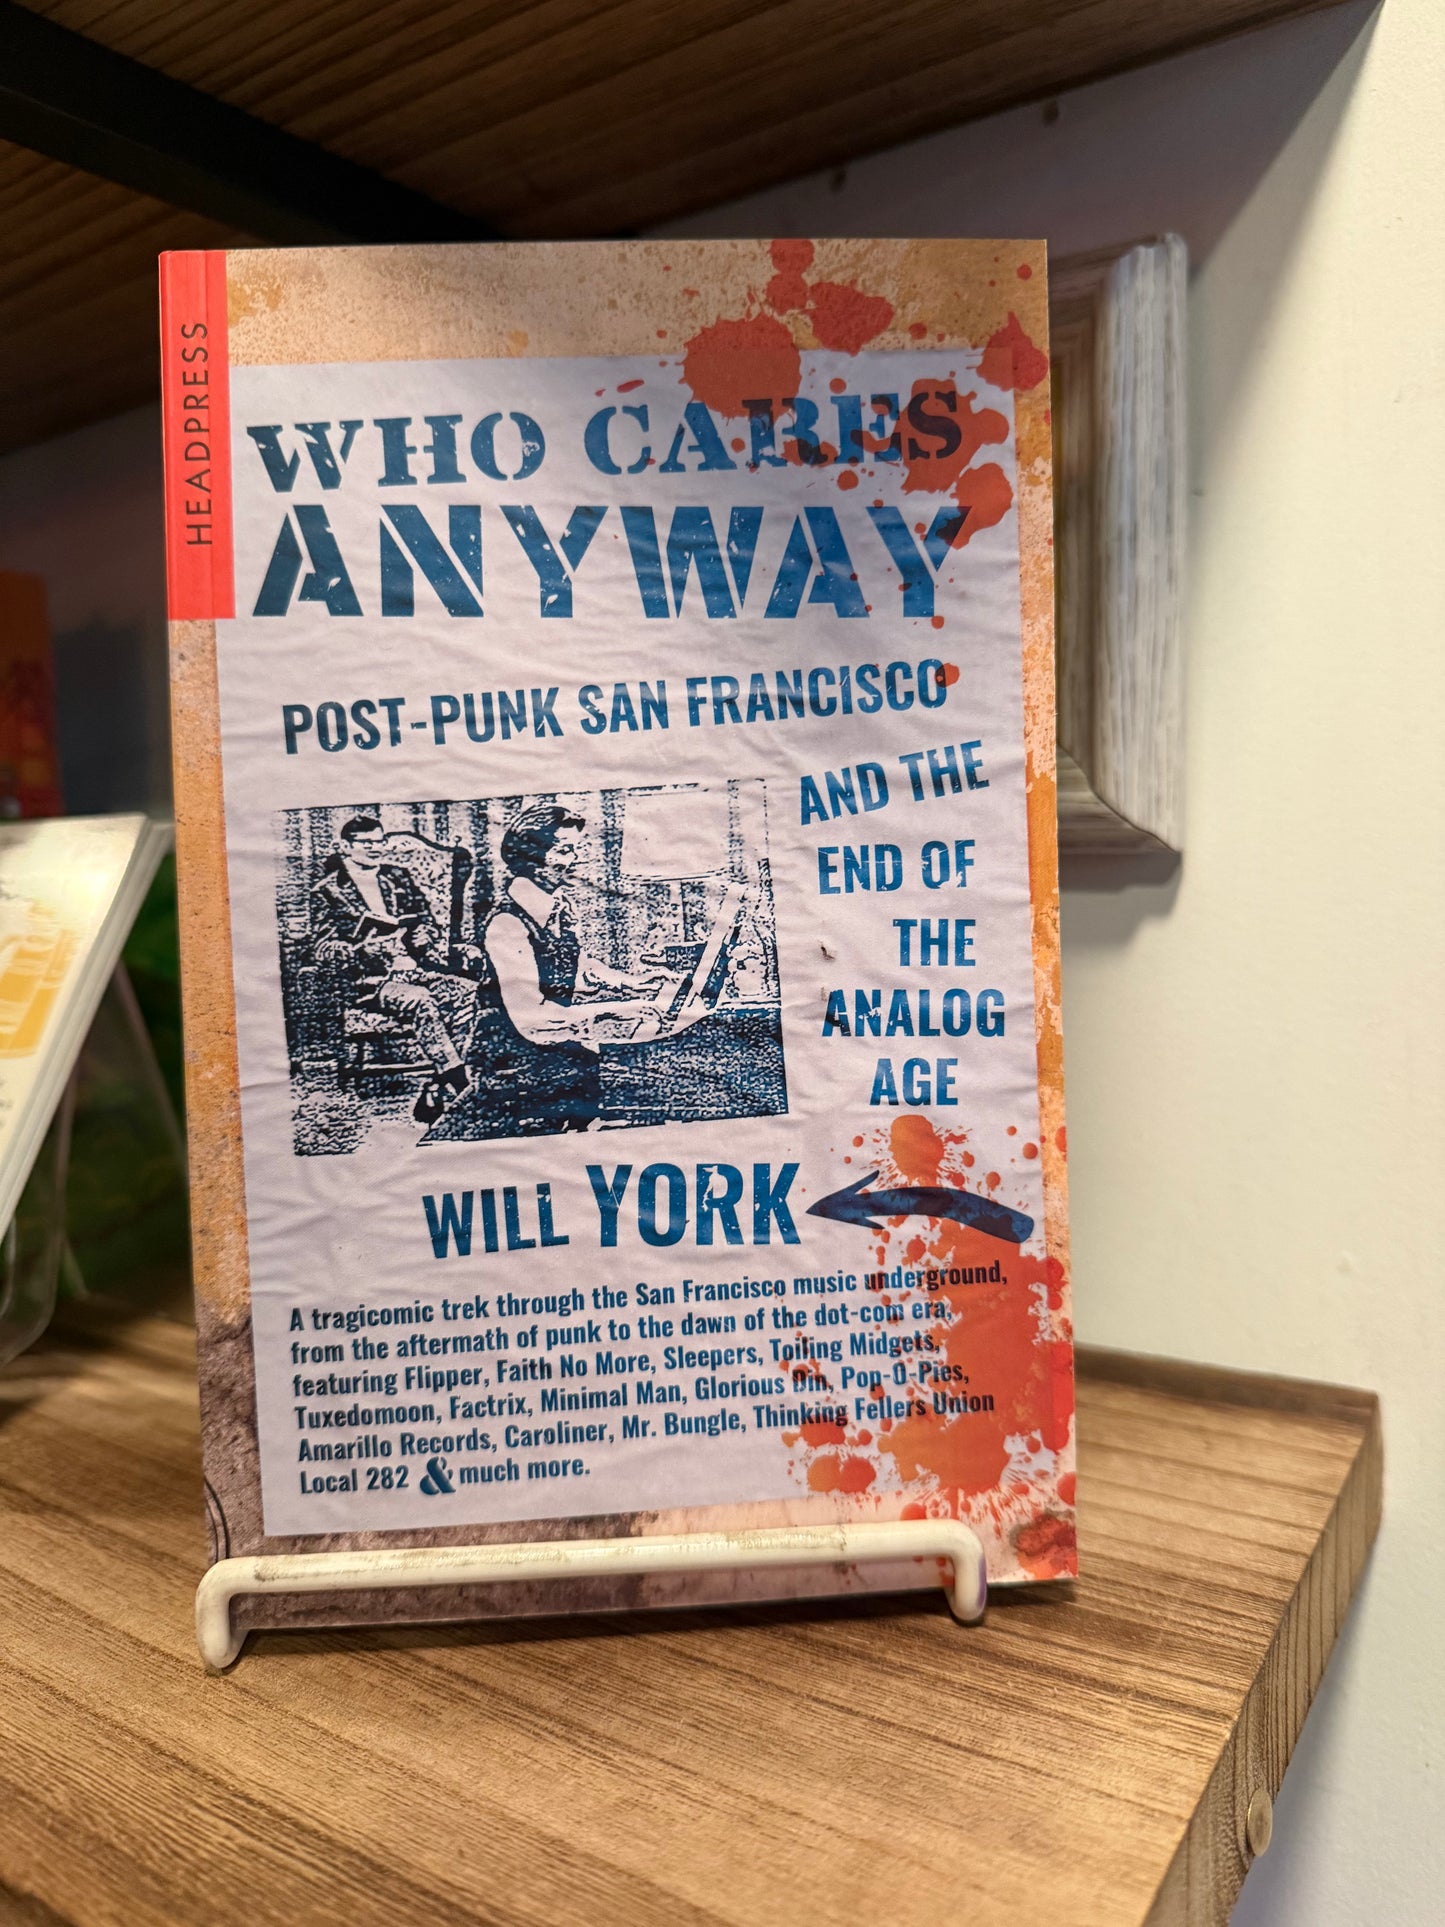 HEADPRESS
WHO CARES
ANYWAY
POST-PUNK SAN FRANCISCO
AND THE
END OF
THE
ANALOG
AGE
WILL YORK
A tragicomic trek through the San Francisco music underground,
from the aftermath of punk to the dawn of the dot-com era,
featuring Flipper, Faith No More, Sleepers, Toiling Midgets,
Tuxedomoon, Factrix, Minimal Man, Glorious Din, Pop-O-Pies,
Amarillo Records, Caroliner, Mr. Bungle, Thinking Fellers Union
Local 282 & much more.